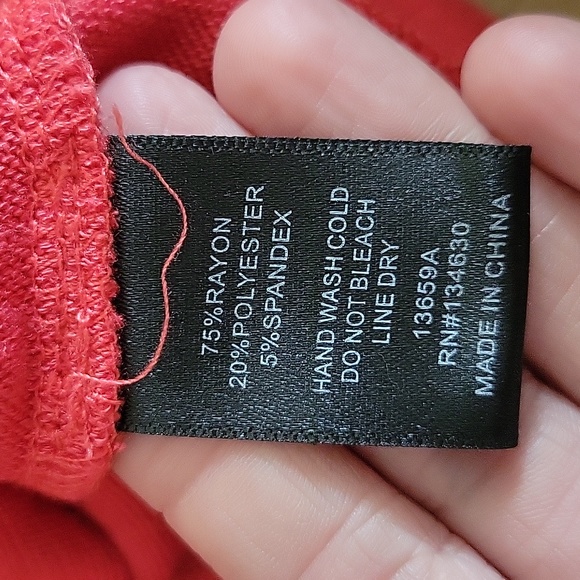 75%RAYON
20%POLYESTER
5%SPANDEX
HAND WASH COLD
DO NOT BLEACH
LINE DRY
13659A
RN#134630
MADE IN CHINA